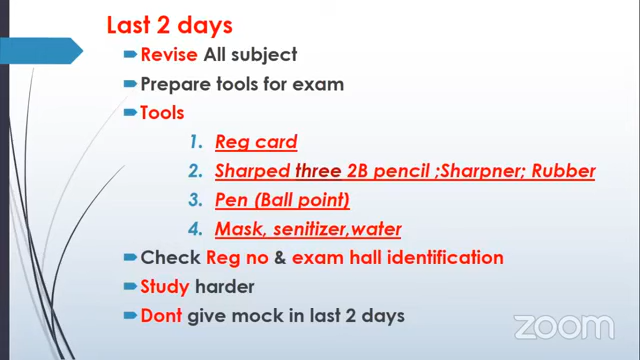 Last 2 days
Revise All subject
Prepare tools for exam
Tools
1. Reg card
2. Sharped three 2B pencil ;Sharpner; Rubber
3. Pen (Ball point)
4. Mask, senitizer,water
Check Reg no & exam hall identification
Study harder
Dont give mock in last 2 days
zoom